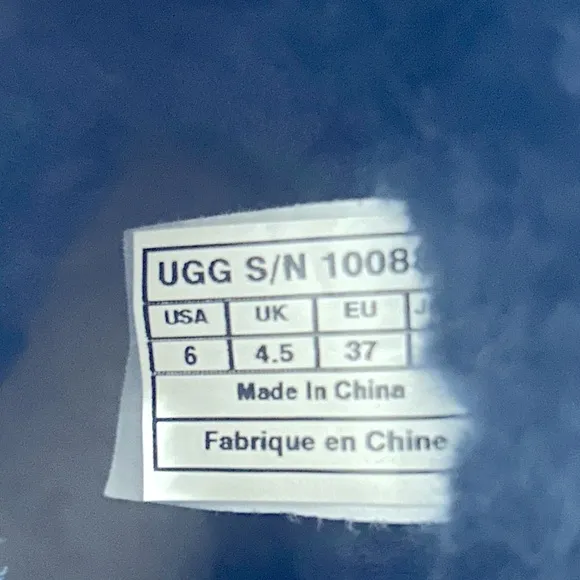 UGG S/N 1008
USA UK EU J
6 4.5 37
Made In China
Fabrique en Chine